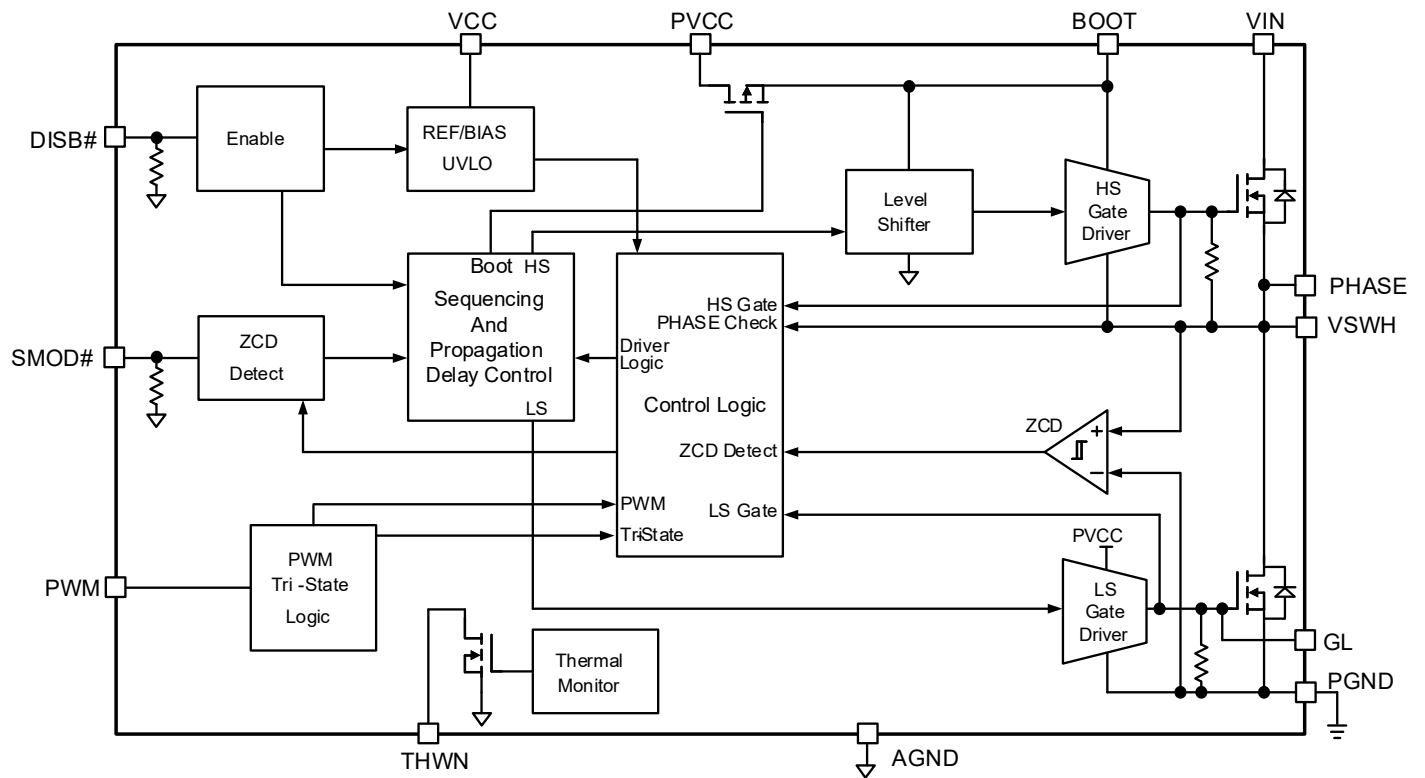 VCC
PVCC
BOOT
VIN
DISB#
Enable
REF/BIAS
UVLO
Level
Shifter
HS
Gate
Driver
Boot
HS
Sequencing
And
Propagation
Delay Control
LS
HS Gate
PHASE Check
Driver
Logic
Control Logic
ZCD Detect
LS Gate
PWM
Tri-State
PHASE
VSWH
SMOD#
ZCD
Detect
ZCD
+
−
PWM
PWM
Tri -State
Logic
PVCC
LS
Gate
Driver
Thermal
Monitor
GL
PGND
THWN
AGND